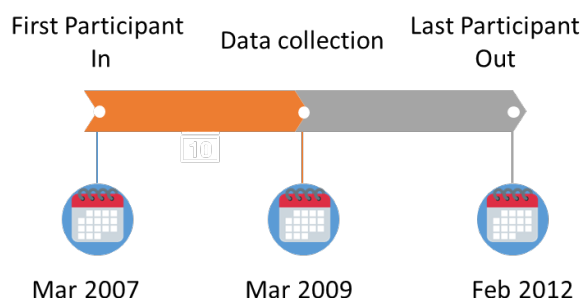 First Participant
In
Data collection
Last Participant
Out
10
Mar 2007
Mar 2009
Feb 2012